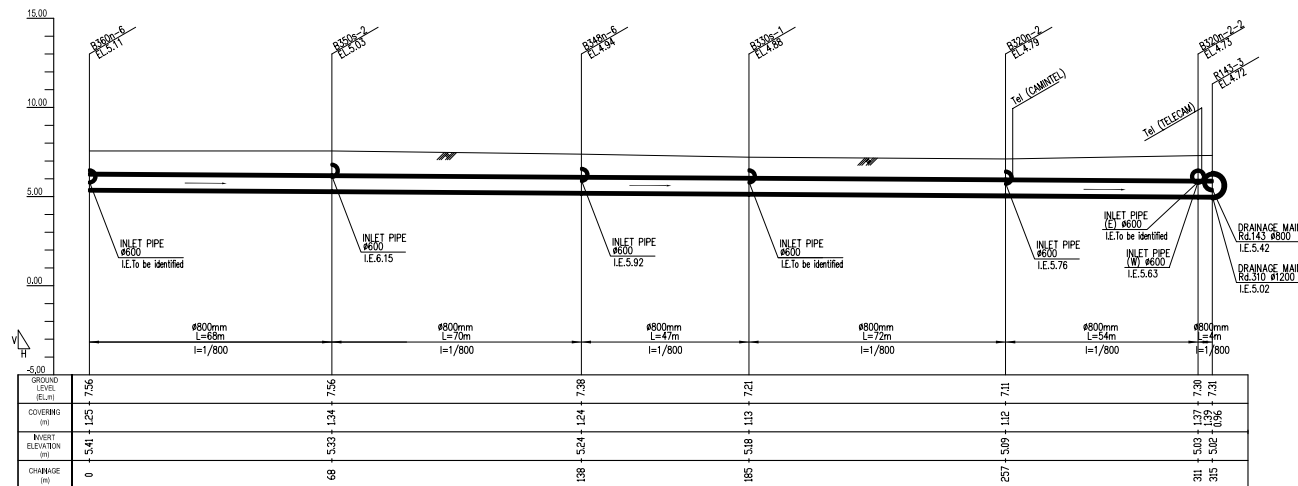 15.00
10.00
5.00
0.00
-5.00
V
H
B360n-6
EL.5.11
B350s-2
EL.5.03
B348n-6
EL.4.94
B330s-1
EL.4.88
B320n-2
EL.4.79
B320n-2-2
EL.4.73
R143-3
EL.4.72
Tel (CAMINTEL)
Tel (TELECAM)
INLET PIPE
ø600
I.E.To be identified
INLET PIPE
ø600
I.E.6.15
INLET PIPE
ø600
I.E.5.92
INLET PIPE
ø600
I.E.To be identified
INLET PIPE
ø600
I.E.5.76
INLET PIPE
(E) ø600
I.E.To be identified
INLET PIPE
(W) ø600
I.E.5.63
DRAINAGE MAI
Rd.143 ø800
I.E.5.42
DRAINAGE MAI
Rd.310 ø1200
I.E.5.02
ø800mm
L=68m
I=1/800
ø800mm
L=70m
I=1/800
ø800mm
L=47m
I=1/800
ø800mm
L=72m
I=1/800
ø800mm
L=54m
I=1/800
ø800mm
L=4m
I=1/800
GROUND
LEVEL
(EL.m)
7.56 7.56 7.38 7.21 7.11 7.30 7.31
COVERING
(m)
1.25 1.34 1.24 1.13 1.12 1.37 1.39 0.96
INVERT
ELEVATION
(m)
5.41 5.33 5.24 5.18 5.09 5.03 5.02
CHAINAGE
(m)
0 68 138 185 257 311 315